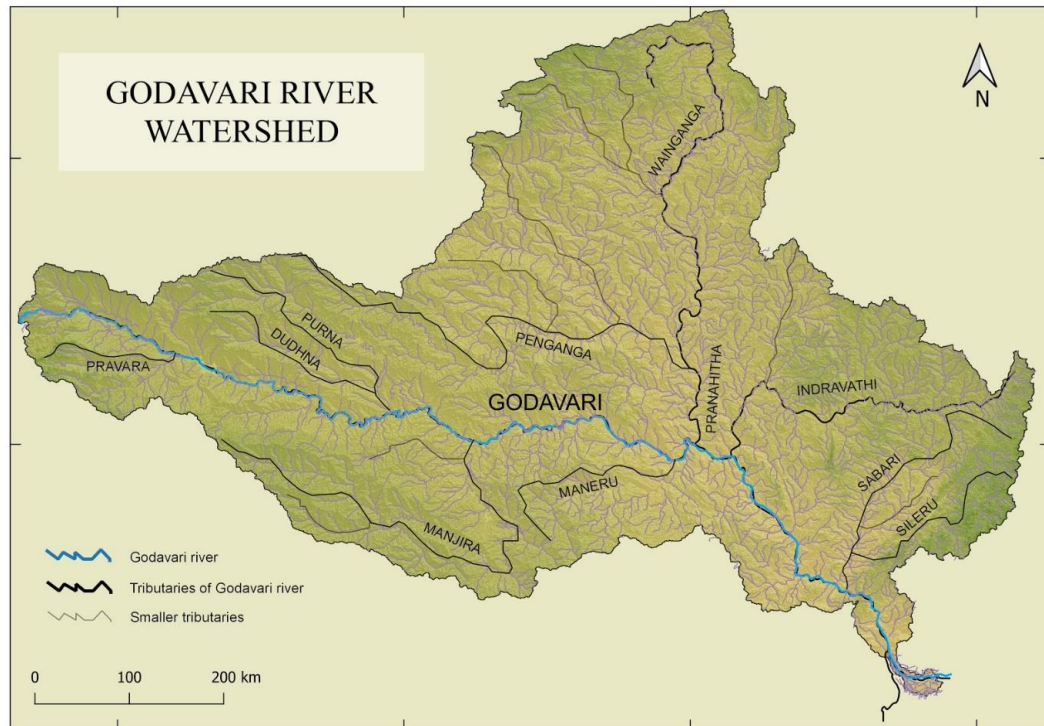 GODAVARI RIVER
WATERSHED
N
WAINGANGA
PURNA
DUDHNA
PENGANGA
PRANAHITHA
PRAVARA
INDRAVATHI
GODAVARI
SABARI
MANERU
SILERU
MANJIRA
Godavari river
Tributaries of Godavari river
Smaller tributaries
0 100 200 km